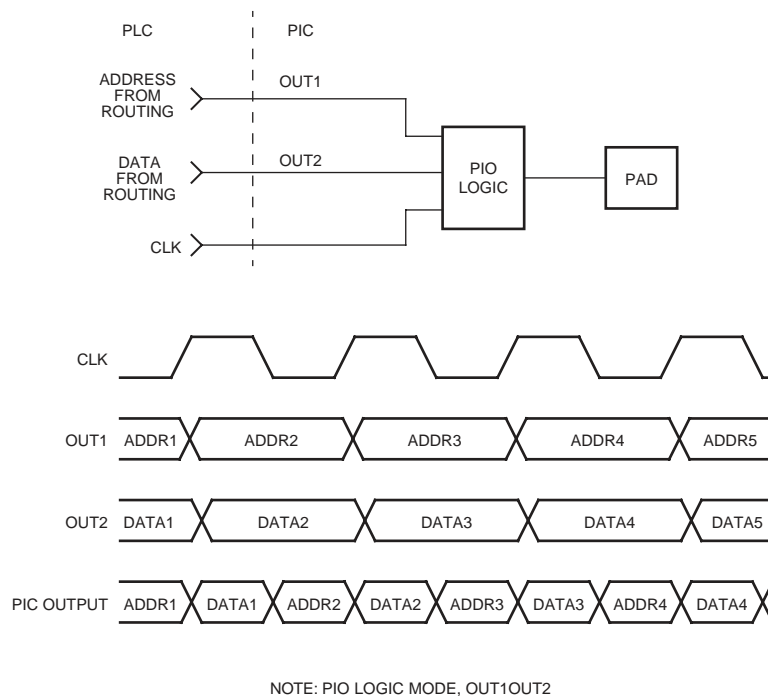 PLC PIC
ADDRESS
FROM
ROUTING
OUT1
DATA
FROM
ROUTING
OUT2
PIO
LOGIC
PAD
CLK
CLK
OUT1 ADDR1 ADDR2 ADDR3 ADDR4 ADDR5
OUT2 DATA1 DATA2 DATA3 DATA4 DATA5
PIC OUTPUT ADDR1 DATA1 ADDR2 DATA2 ADDR3 DATA3 ADDR4 DATA4
NOTE: PIO LOGIC MODE, OUT1OUT2